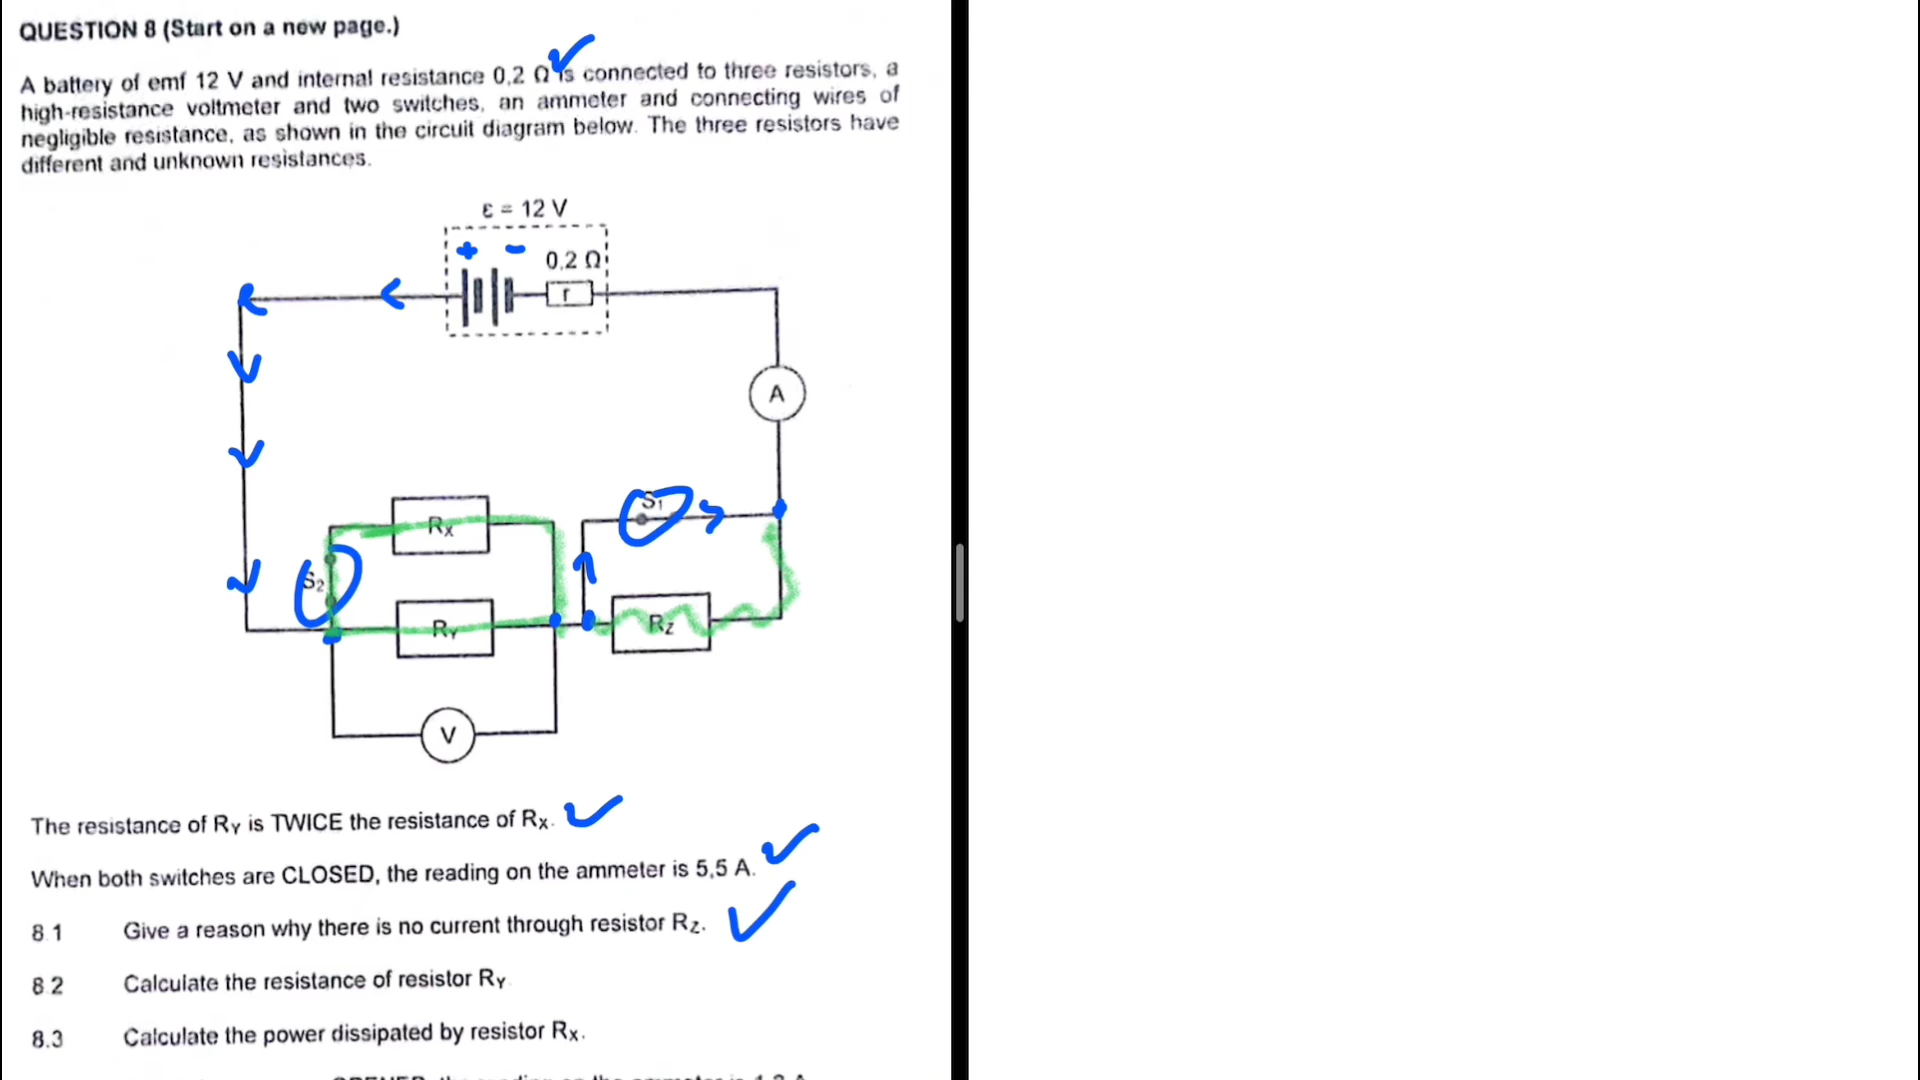 QUESTION 8 (Start on a new page.)
A battery of emf 12 V and internal resistance 0,2 Ω is connected to three resistors, a
high-resistance voltmeter and two switches, an ammeter and connecting wires of
negligible resistance, as shown in the circuit diagram below. The three resistors have
different and unknown resistances.
ε = 12 V
+ -
0,2 Ω
r
A
S1
RX
S2
RY
RZ
V
The resistance of RY is TWICE the resistance of RX.
When both switches are CLOSED, the reading on the ammeter is 5,5 A.
8.1 Give a reason why there is no current through resistor RZ.
8.2 Calculate the resistance of resistor RY.
8.3 Calculate the power dissipated by resistor RX.